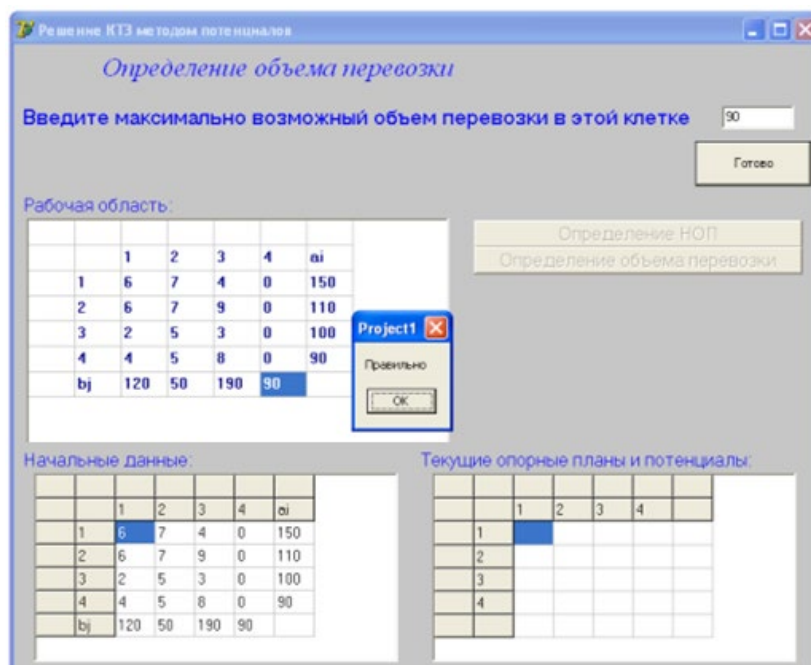 Решение КТЗ методом потенциалов
Определение объема перевозки
Введите максимально возможный объем перевозки в этой клетке 90
Готово
Рабочая область:
Определение НОП
Определение объема перевозки
1 2 3 4 ai
1 6 7 4 0 150
2 6 7 9 0 110
3 2 5 3 0 100
4 4 5 8 0 90
bj 120 50 190 90
Project1
Правильно
OK
Начальные данные:
1 2 3 4 ai
1 6 7 4 0 150
2 6 7 9 0 110
3 2 5 3 0 100
4 4 5 8 0 90
bj 120 50 190 90
Текущие опорные планы и потенциалы:
1 2 3 4
1
2
3
4